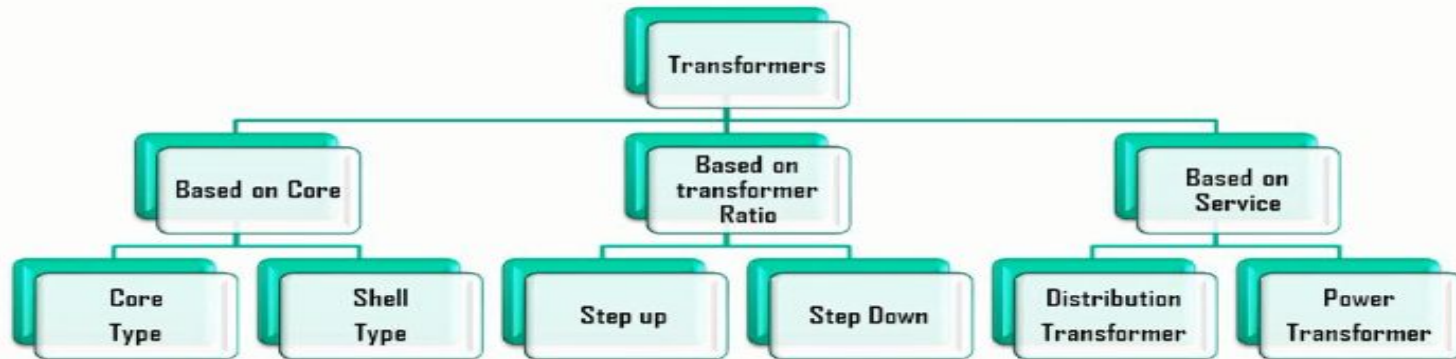 Transformers
Based on Core
Based on
transformer
Ratio
Based on
Service
Core
Type
Shell
Type
Step up
Step Down
Distribution
Transformer
Power
Transformer